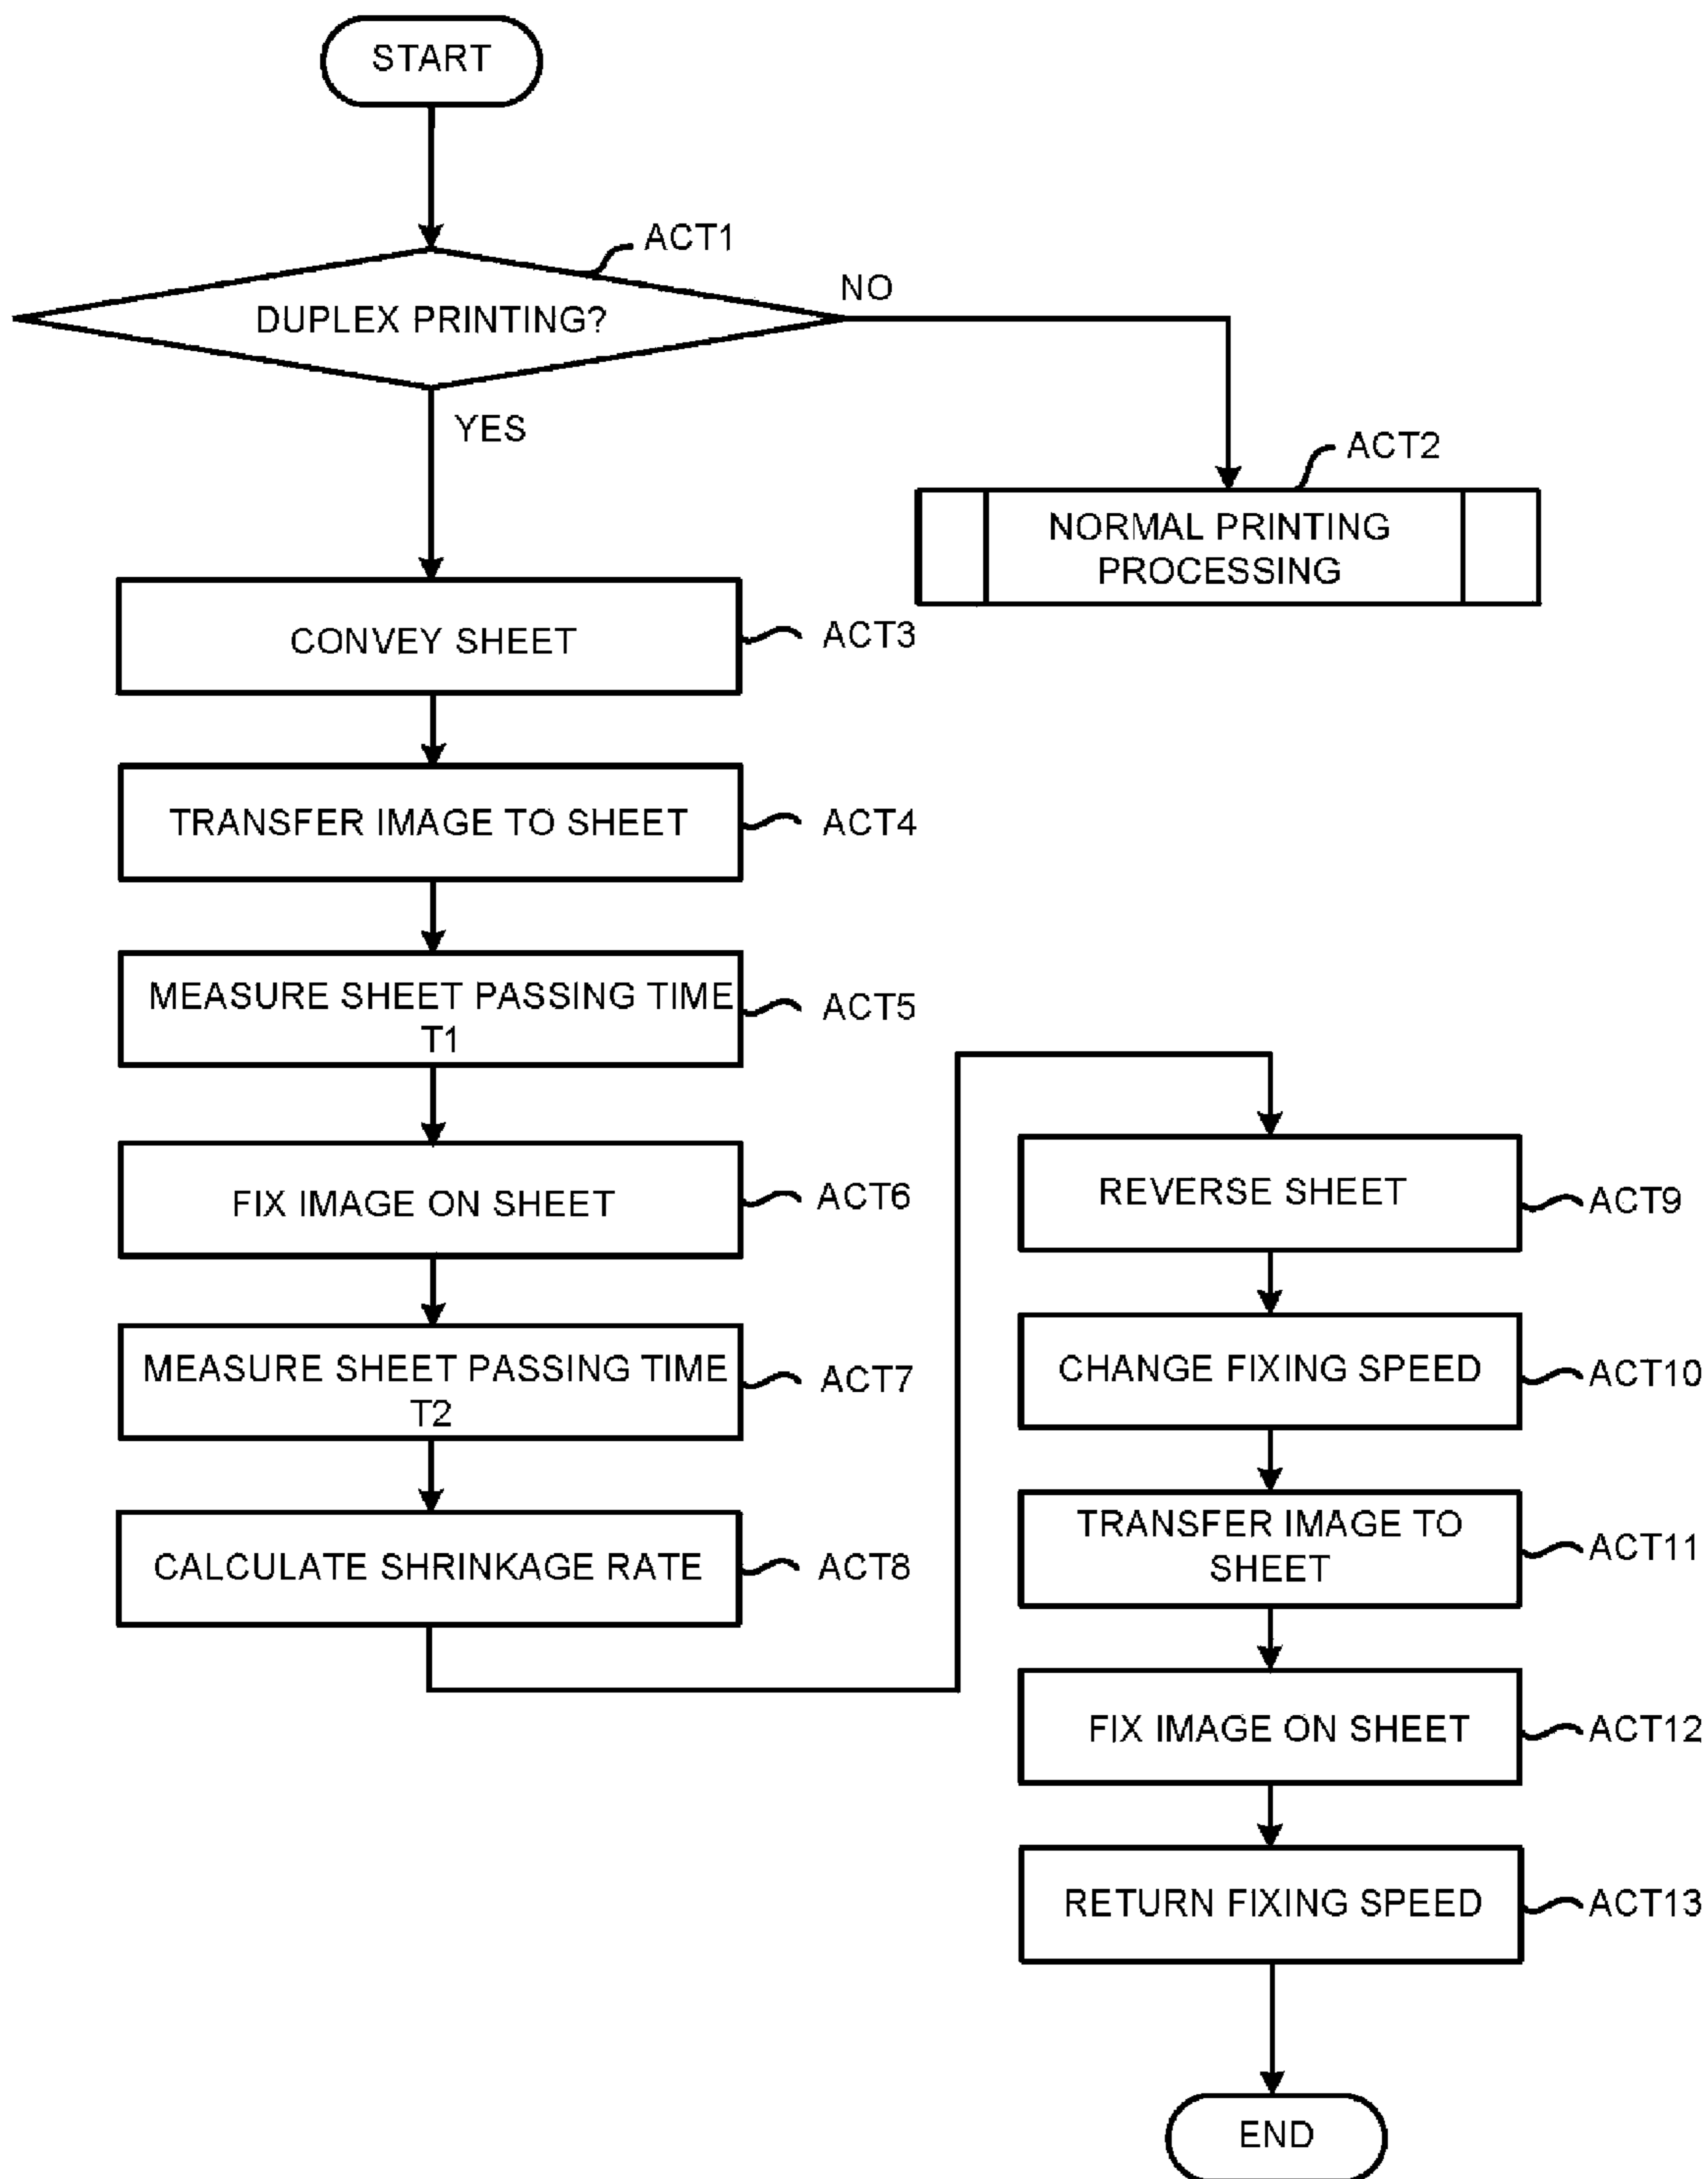 START
ACT1
DUPLEX PRINTING?
NO
YES
ACT2
NORMAL PRINTING
PROCESSING
CONVEY SHEET
ACT3
TRANSFER IMAGE TO SHEET
ACT4
MEASURE SHEET PASSING TIME
T1
ACT5
FIX IMAGE ON SHEET
ACT6
MEASURE SHEET PASSING TIME
T2
ACT7
CALCULATE SHRINKAGE RATE
ACT8
REVERSE SHEET
ACT9
CHANGE FIXING SPEED
ACT10
TRANSFER IMAGE TO
SHEET
ACT11
FIX IMAGE ON SHEET
ACT12
RETURN FIXING SPEED
ACT13
END